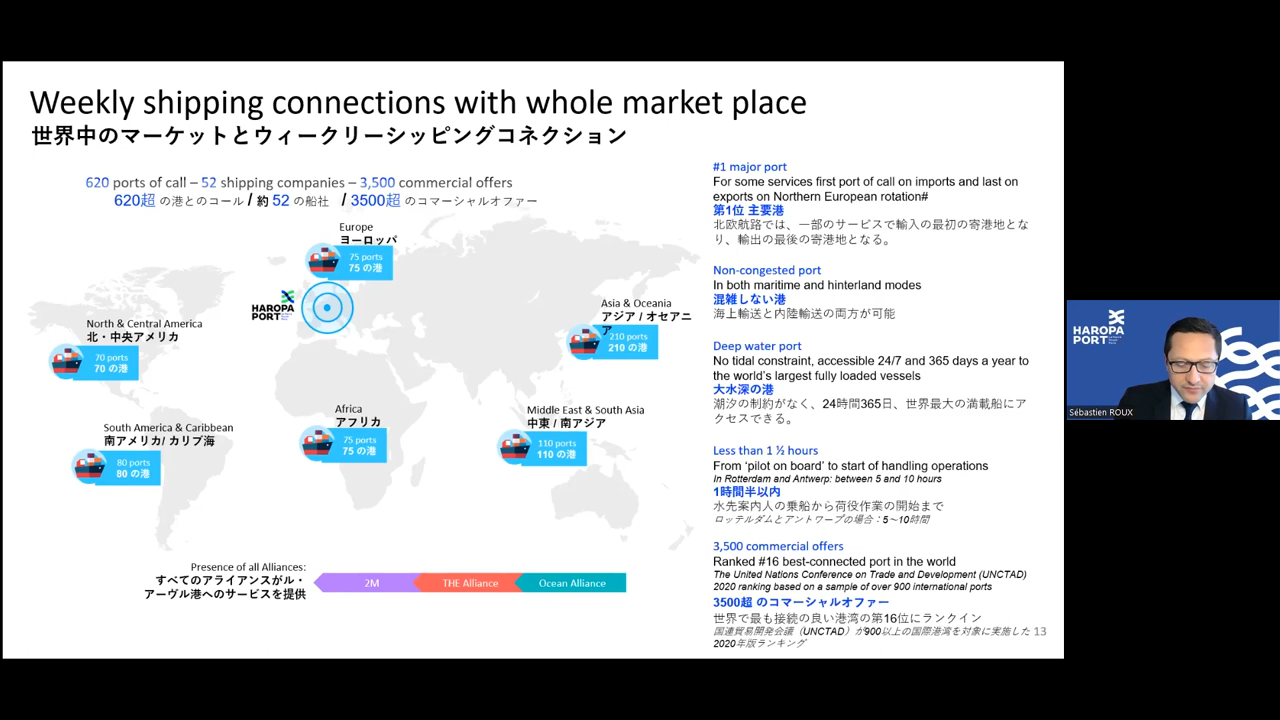 Weekly shipping connections with whole market place
世界中のマーケットとウィークリーシッピングコネクション
620 ports of call – 52 shipping companies – 3,500 commercial offers
620超 の港とのコール / 約 52 の船社 / 3500超 のコマーシャルオファー
Europe
ヨーロッパ
75 ports
75 の港
HAROPA
PORT
North & Central America
北・中央アメリカ
70 ports
70 の港
Asia & Oceania
アジア / オセアニ
ア
210 ports
210 の港
South America & Caribbean
南アメリカ/ カリブ海
80 ports
80 の港
Africa
アフリカ
75 ports
75 の港
Middle East & South Asia
中東 / 南アジア
110 ports
110 の港
Presence of all Alliances:
すべてのアライアンスがル・
アーヴル港へのサービスを提供
2M
THE Alliance
Ocean Alliance
#1 major port
For some services first port of call on imports and last on
exports on Northern European rotation#
第1位 主要港
北欧航路では、一部のサービスで輸入の最初の寄港地とな
り、輸出の最後の寄港地となる。
Non-congested port
In both maritime and hinterland modes
混雑しない港
海上輸送と内陸輸送の両方が可能
Deep water port
No tidal constraint, accessible 24/7 and 365 days a year to
the world's largest fully loaded vessels
大水深の港
潮汐の制約がなく、24時間365日、世界最大の満載船にア
クセスできる。
Less than 1 ½ hours
From ‘pilot on board’ to start of handling operations
In Rotterdam and Antwerp: between 5 and 10 hours
1時間半以内
水先案内人の乗船から荷役作業の開始まで
ロッテルダムとアントワープの場合：5～10時間
3,500 commercial offers
Ranked #16 best-connected port in the world
The United Nations Conference on Trade and Development (UNCTAD)
2020 ranking based on a sample of over 900 international ports
3500超 のコマーシャルオファー
世界で最も接続の良い港湾の第16位にランクイン
国連貿易開発会議（UNCTAD）が900以上の国際港湾を対象に実施した
2020年版ランキング
13
HAROPA
PORT
Sébastien ROUX